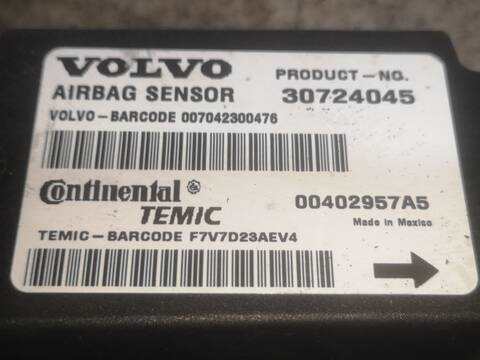 VOLVO
PRODUCT-NO.
AIRBAG SENSOR
30724045
VOLVO-BARCODE 007042300476
Continental
TEMIC
00402957A5
Made in Mexico
TEMIC-BARCODE F7V7D23AEV4